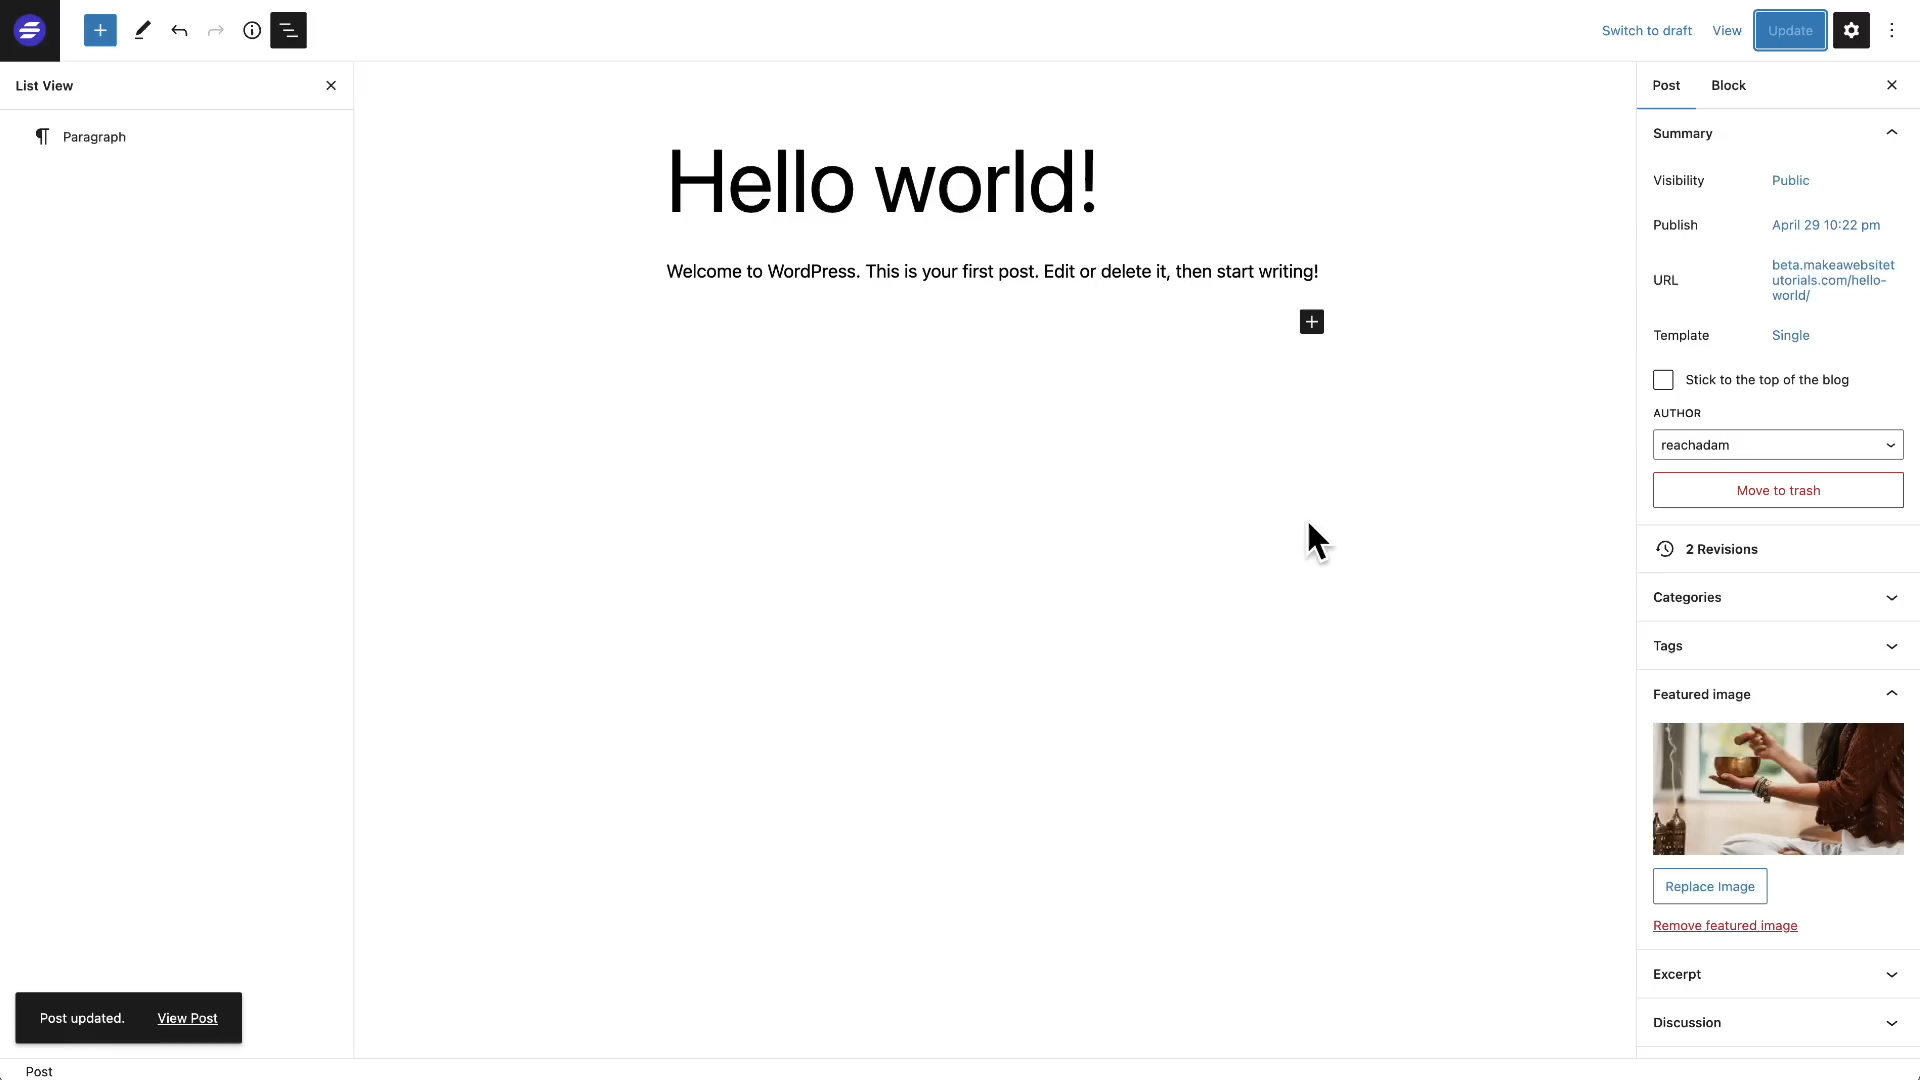 Switch to draft
View
Update
List View
Paragraph
Hello world!
Welcome to WordPress. This is your first post. Edit or delete it, then start writing!
Post
Block
Summary
Visibility
Public
Publish
April 29 10:22 pm
URL
beta.makeawebsitet
utorials.com/hello-
world/
Template
Single
Stick to the top of the blog
AUTHOR
reachadam
Move to trash
2 Revisions
Categories
Tags
Featured image
Replace Image
Remove featured image
Excerpt
Discussion
Post updated.
View Post
Post